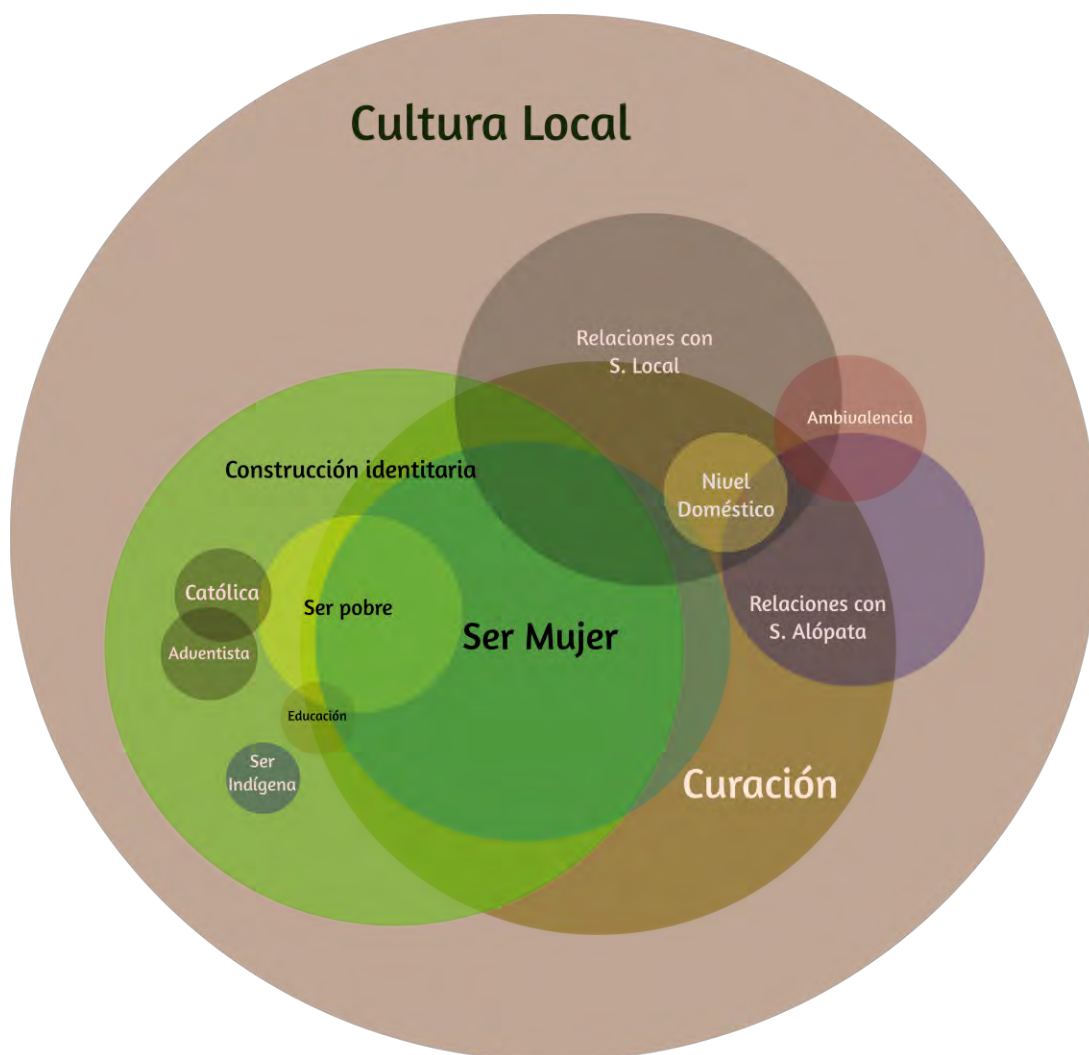 Cultura Local
Relaciones con
S. Local
Ambivalencia
Construcción identitaria
Nivel
Doméstico
Católica
Ser pobre
Relaciones con
S. Alópata
Ser Mujer
Adventista
Educación
Ser
Indígena
Curación